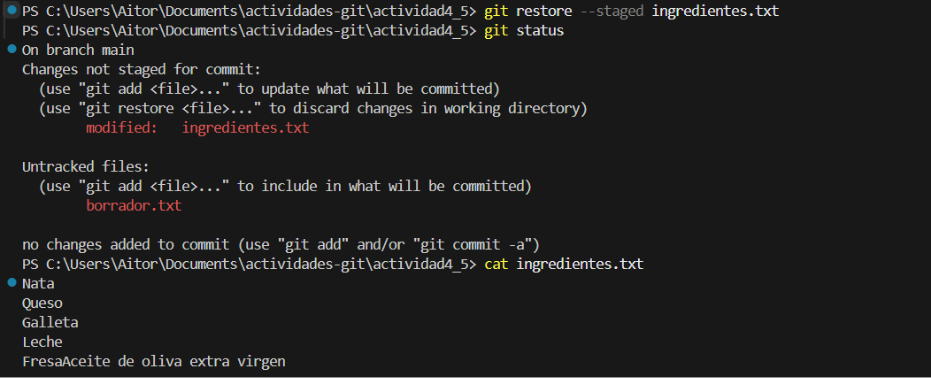 PS C:\Users\Aitor\Documents\actividades-git\actividad4_5> git restore --staged ingredientes.txt
PS C:\Users\Aitor\Documents\actividades-git\actividad4_5> git status
On branch main
Changes not staged for commit:
  (use "git add <file>..." to update what will be committed)
  (use "git restore <file>..." to discard changes in working directory)
        modified:   ingredientes.txt

Untracked files:
  (use "git add <file>..." to include in what will be committed)
        borrador.txt

no changes added to commit (use "git add" and/or "git commit -a")
PS C:\Users\Aitor\Documents\actividades-git\actividad4_5> cat ingredientes.txt
Nata
Queso
Galleta
Leche
FresaAceite de oliva extra virgen